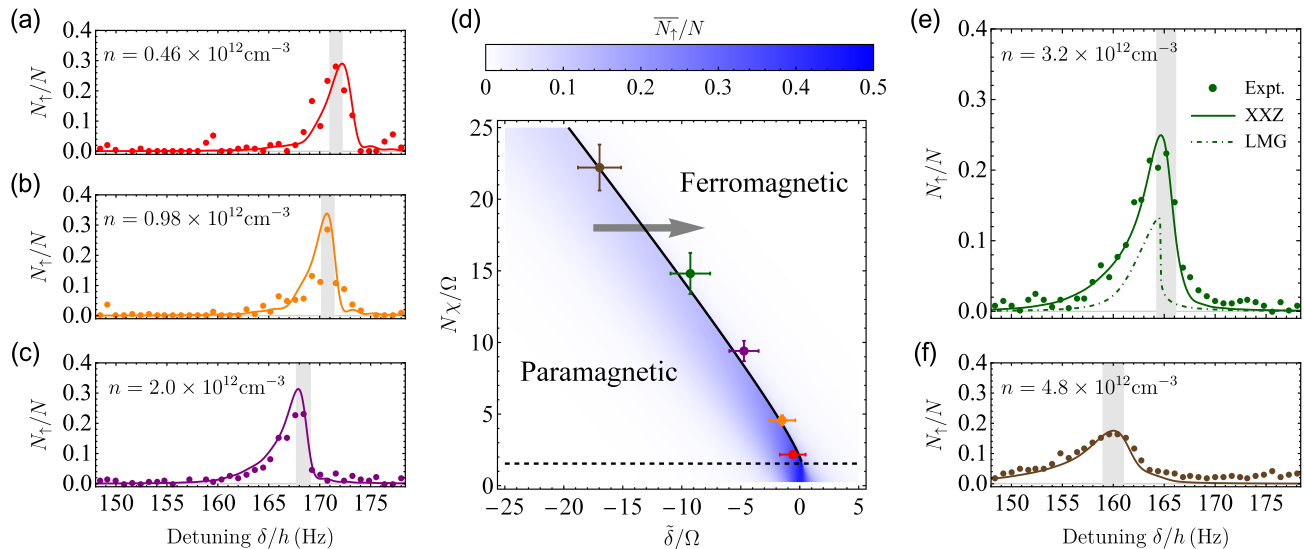 (a)
n = 0.46 × 10¹²cm⁻³
N↑/N
0.4
0.3
0.2
0.1
0.0
(b)
n = 0.98 × 10¹²cm⁻³
N↑/N
0.4
0.3
0.2
0.1
0.0
(c)
n = 2.0 × 10¹²cm⁻³
N↑/N
0.4
0.3
0.2
0.1
0.0
150 155 160 165 170 175
Detuning δ/h (Hz)
(d)
N↑/N
0 0.1 0.2 0.3 0.4 0.5
Nχ/Ω
25
20
15
10
5
0
Ferromagnetic
Paramagnetic
−25 −20 −15 −10 −5 0 5
δ̃/Ω
(e)
n = 3.2 × 10¹²cm⁻³
N↑/N
0.4
0.3
0.2
0.1
0.0
Expt.
XXZ
LMG
(f)
n = 4.8 × 10¹²cm⁻³
N↑/N
0.4
0.3
0.2
0.1
0.0
150 155 160 165 170 175
Detuning δ/h (Hz)